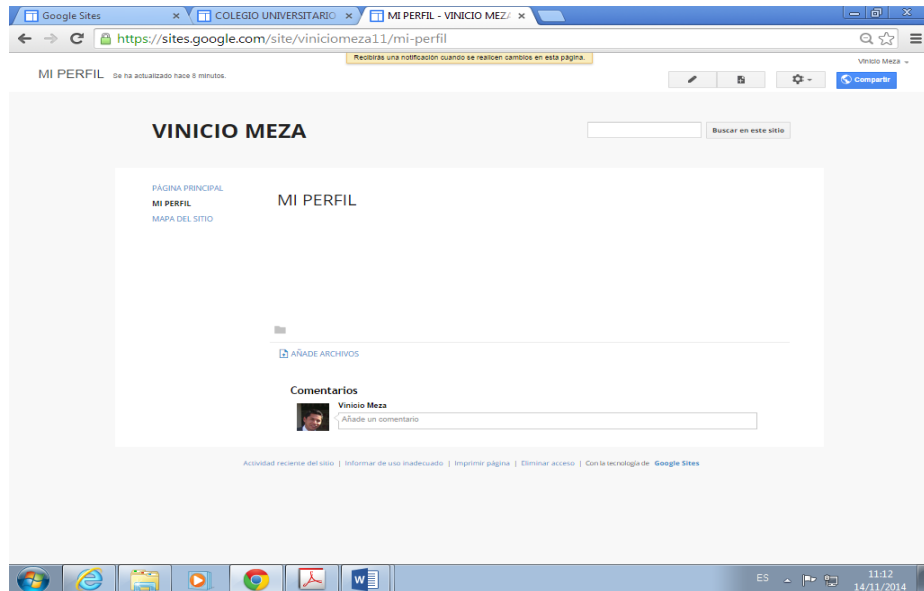 Google Sites × COLEGIO UNIVERSITARIO × MI PERFIL - VINICIO MEZA ×
https://sites.google.com/site/viniciomeza11/mi-perfil
Recibirás una notificación cuando se realicen cambios en esta página.
Vinicio Meza
MI PERFIL Se ha actualizado hace 6 minutos.
Compartir
VINICIO MEZA
Buscar en este sitio
PÁGINA PRINCIPAL
MI PERFIL
MAPA DEL SITIO
MI PERFIL
AÑADE ARCHIVOS
Comentarios
Vinicio Meza
Añade un comentario
Actividad reciente del sitio | Informar de uso inadecuado | Imprimir página | Eliminar acceso | Con la tecnología de Google Sites
ES
11:12
14/11/2014